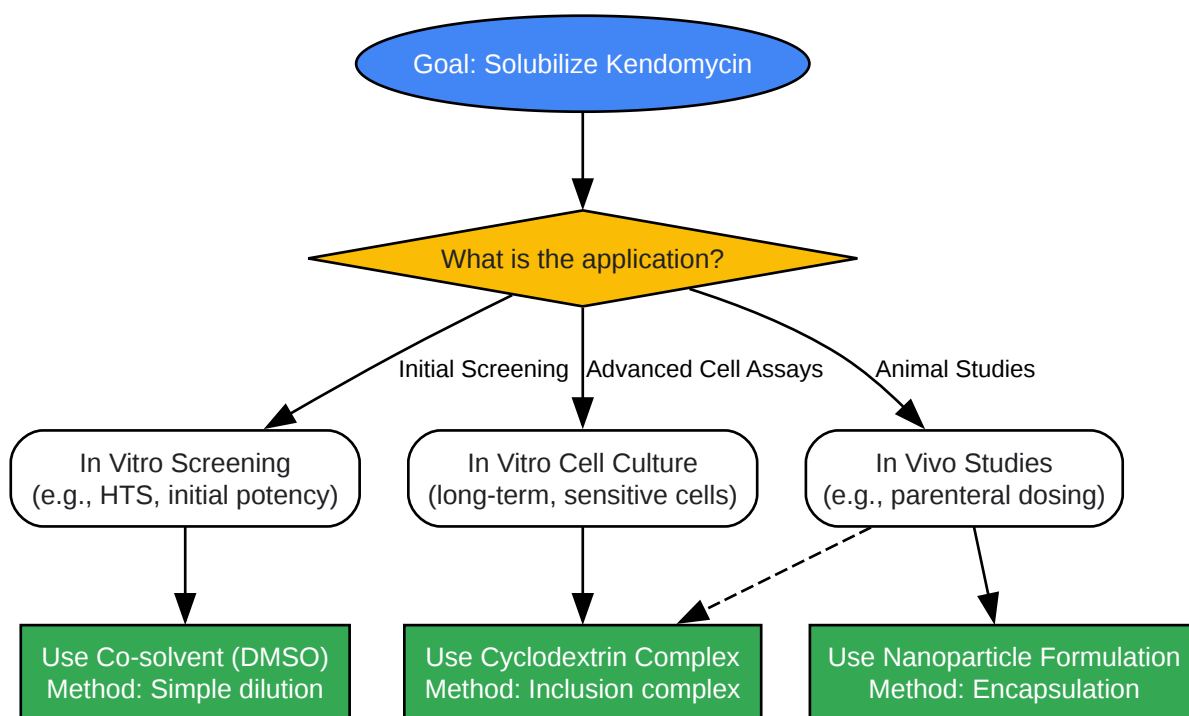 Goal: Solubilize Kendomycin
What is the application?
Initial Screening
Advanced Cell Assays
Animal Studies
In Vitro Screening
(e.g., HTS, initial potency)
In Vitro Cell Culture
(long-term, sensitive cells)
In Vivo Studies
(e.g., parenteral dosing)
Use Co-solvent (DMSO)
Method: Simple dilution
Use Cyclodextrin Complex
Method: Inclusion complex
Use Nanoparticle Formulation
Method: Encapsulation